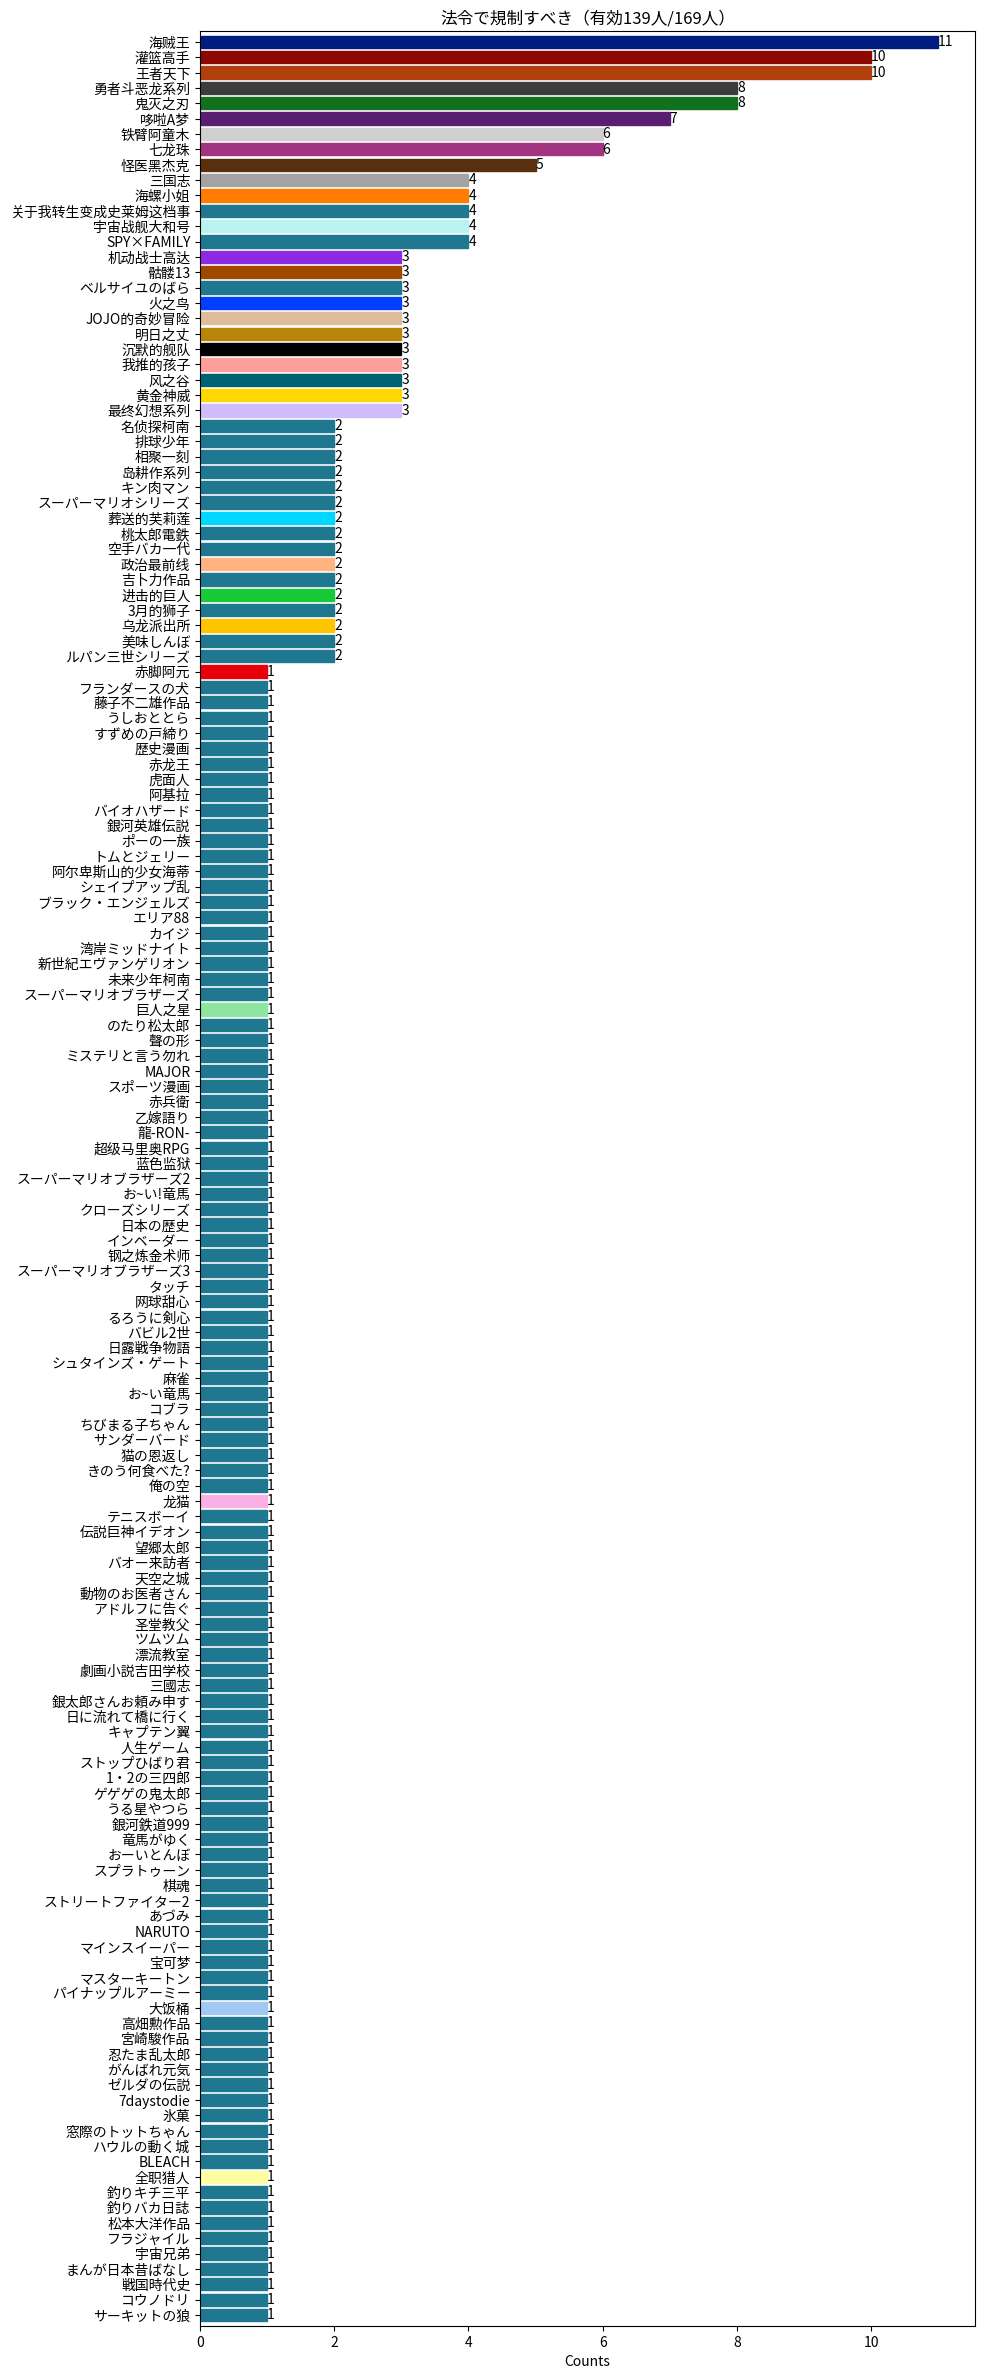 法令で規制すべき（有効139人/169人）
海贼王 11
灌篮高手 10
王者天下 10
勇者斗恶龙系列 8
鬼灭之刃 8
哆啦A梦 7
铁臂阿童木 6
七龙珠 6
怪医黑杰克 5
三国志 4
海螺小姐 4
关于我转生变成史莱姆这档事 4
宇宙战舰大和号 4
SPY×FAMILY 4
机动战士高达 3
骷髅13 3
ベルサイユのばら 3
火之鸟 3
JOJO的奇妙冒险 3
明日之丈 3
沉默的舰队 3
我推的孩子 3
风之谷 3
黄金神威 3
最终幻想系列 3
名侦探柯南 2
排球少年 2
相聚一刻 2
岛耕作系列 2
キン肉マン 2
スーパーマリオシリーズ 2
葬送的芙莉莲 2
桃太郎電鉄 2
空手バカ一代 2
政治最前线 2
吉卜力作品 2
进击的巨人 2
3月的狮子 2
乌龙派出所 2
美味しんぼ 2
ルパン三世シリーズ 2
赤脚阿元 1
フランダースの犬 1
藤子不二雄作品 1
うしおととら 1
すずめの戸締り 1
歴史漫画 1
赤龙王 1
虎面人 1
阿基拉 1
バイオハザード 1
銀河英雄伝説 1
ポーの一族 1
トムとジェリー 1
阿尔卑斯山的少女海蒂 1
シェイプアップ乱 1
ブラック・エンジェルズ 1
エリア88 1
カイジ 1
湾岸ミッドナイト 1
新世紀エヴァンゲリオン 1
未来少年柯南 1
スーパーマリオブラザーズ 1
巨人之星 1
のたり松太郎 1
聲の形 1
ミステリと言う勿れ 1
MAJOR 1
スポーツ漫画 1
赤兵衛 1
乙嫁語り 1
龍-RON- 1
超级马里奥RPG 1
蓝色监狱 1
スーパーマリオブラザーズ2 1
お~い!竜馬 1
クローズシリーズ 1
日本の歴史 1
インベーダー 1
钢之炼金术师 1
スーパーマリオブラザーズ3 1
タッチ 1
网球甜心 1
るろうに剣心 1
バビル2世 1
日露戦争物語 1
シュタインズ・ゲート 1
麻雀 1
お~い竜馬 1
コブラ 1
ちびまる子ちゃん 1
サンダーバード 1
猫の恩返し 1
きのう何食べた? 1
俺の空 1
龙猫 1
テニスボーイ 1
伝説巨神イデオン 1
望郷太郎 1
バオー来訪者 1
天空之城 1
動物のお医者さん 1
アドルフに告ぐ 1
圣堂教父 1
ツムツム 1
漂流教室 1
劇画小説吉田学校 1
三國志 1
銀太郎さんお頼み申す 1
日に流れて橋に行く 1
キャプテン翼 1
人生ゲーム 1
ストップひばり君 1
1・2の三四郎 1
ゲゲゲの鬼太郎 1
うる星やつら 1
銀河鉄道999 1
竜馬がゆく 1
おーいとんぼ 1
スプラトゥーン 1
棋魂 1
ストリートファイター2 1
あづみ 1
NARUTO 1
マインスイーパー 1
宝可梦 1
マスターキートン 1
パイナップルアーミー 1
大饭桶 1
高畑勲作品 1
宮崎駿作品 1
忍たま乱太郎 1
がんばれ元気 1
ゼルダの伝説 1
7daystodie 1
氷菓 1
窓際のトットちゃん 1
ハウルの動く城 1
BLEACH 1
全职猎人 1
釣りキチ三平 1
釣りバカ日誌 1
松本大洋作品 1
フラジャイル 1
宇宙兄弟 1
まんが日本昔ばなし 1
戦国時代史 1
コウノドリ 1
サーキットの狼 1
0 2 4 6 8 10
Counts